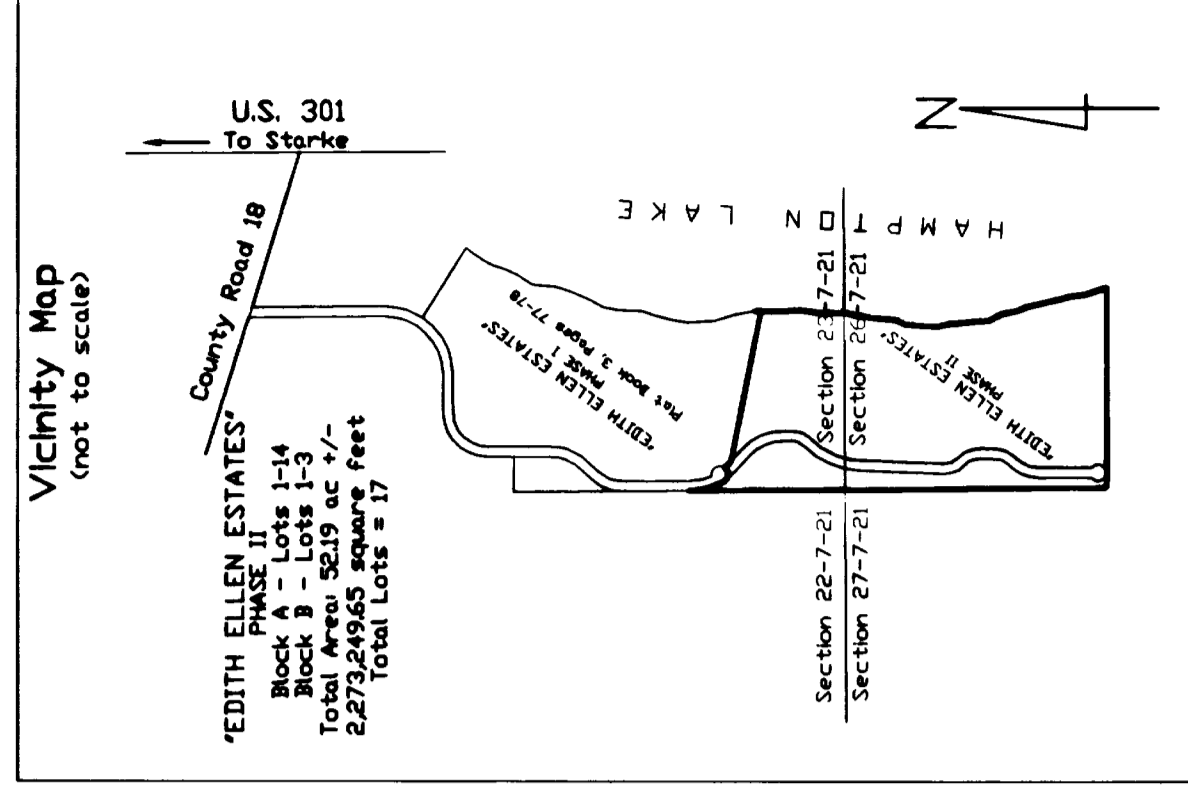 Vicinity Map
(not to scale)
U.S. 301
To Starke
County Road 18
"EDITH ELLEN ESTATES"
PHASE II
Block A - Lots 1-14
Block B - Lots 1-3
Total Area: 52.19 ac +/-
2,273,249.65 square feet
Total Lots = 17
N
HAMPTON LAKE
"EDITH ELLEN ESTATES"
PHASE I
Plat Book 3, Pages 77-78
"EDITH ELLEN ESTATES"
PHASE II
Section 22-7-21
Section 23-7-21
Section 27-7-21
Section 26-7-21